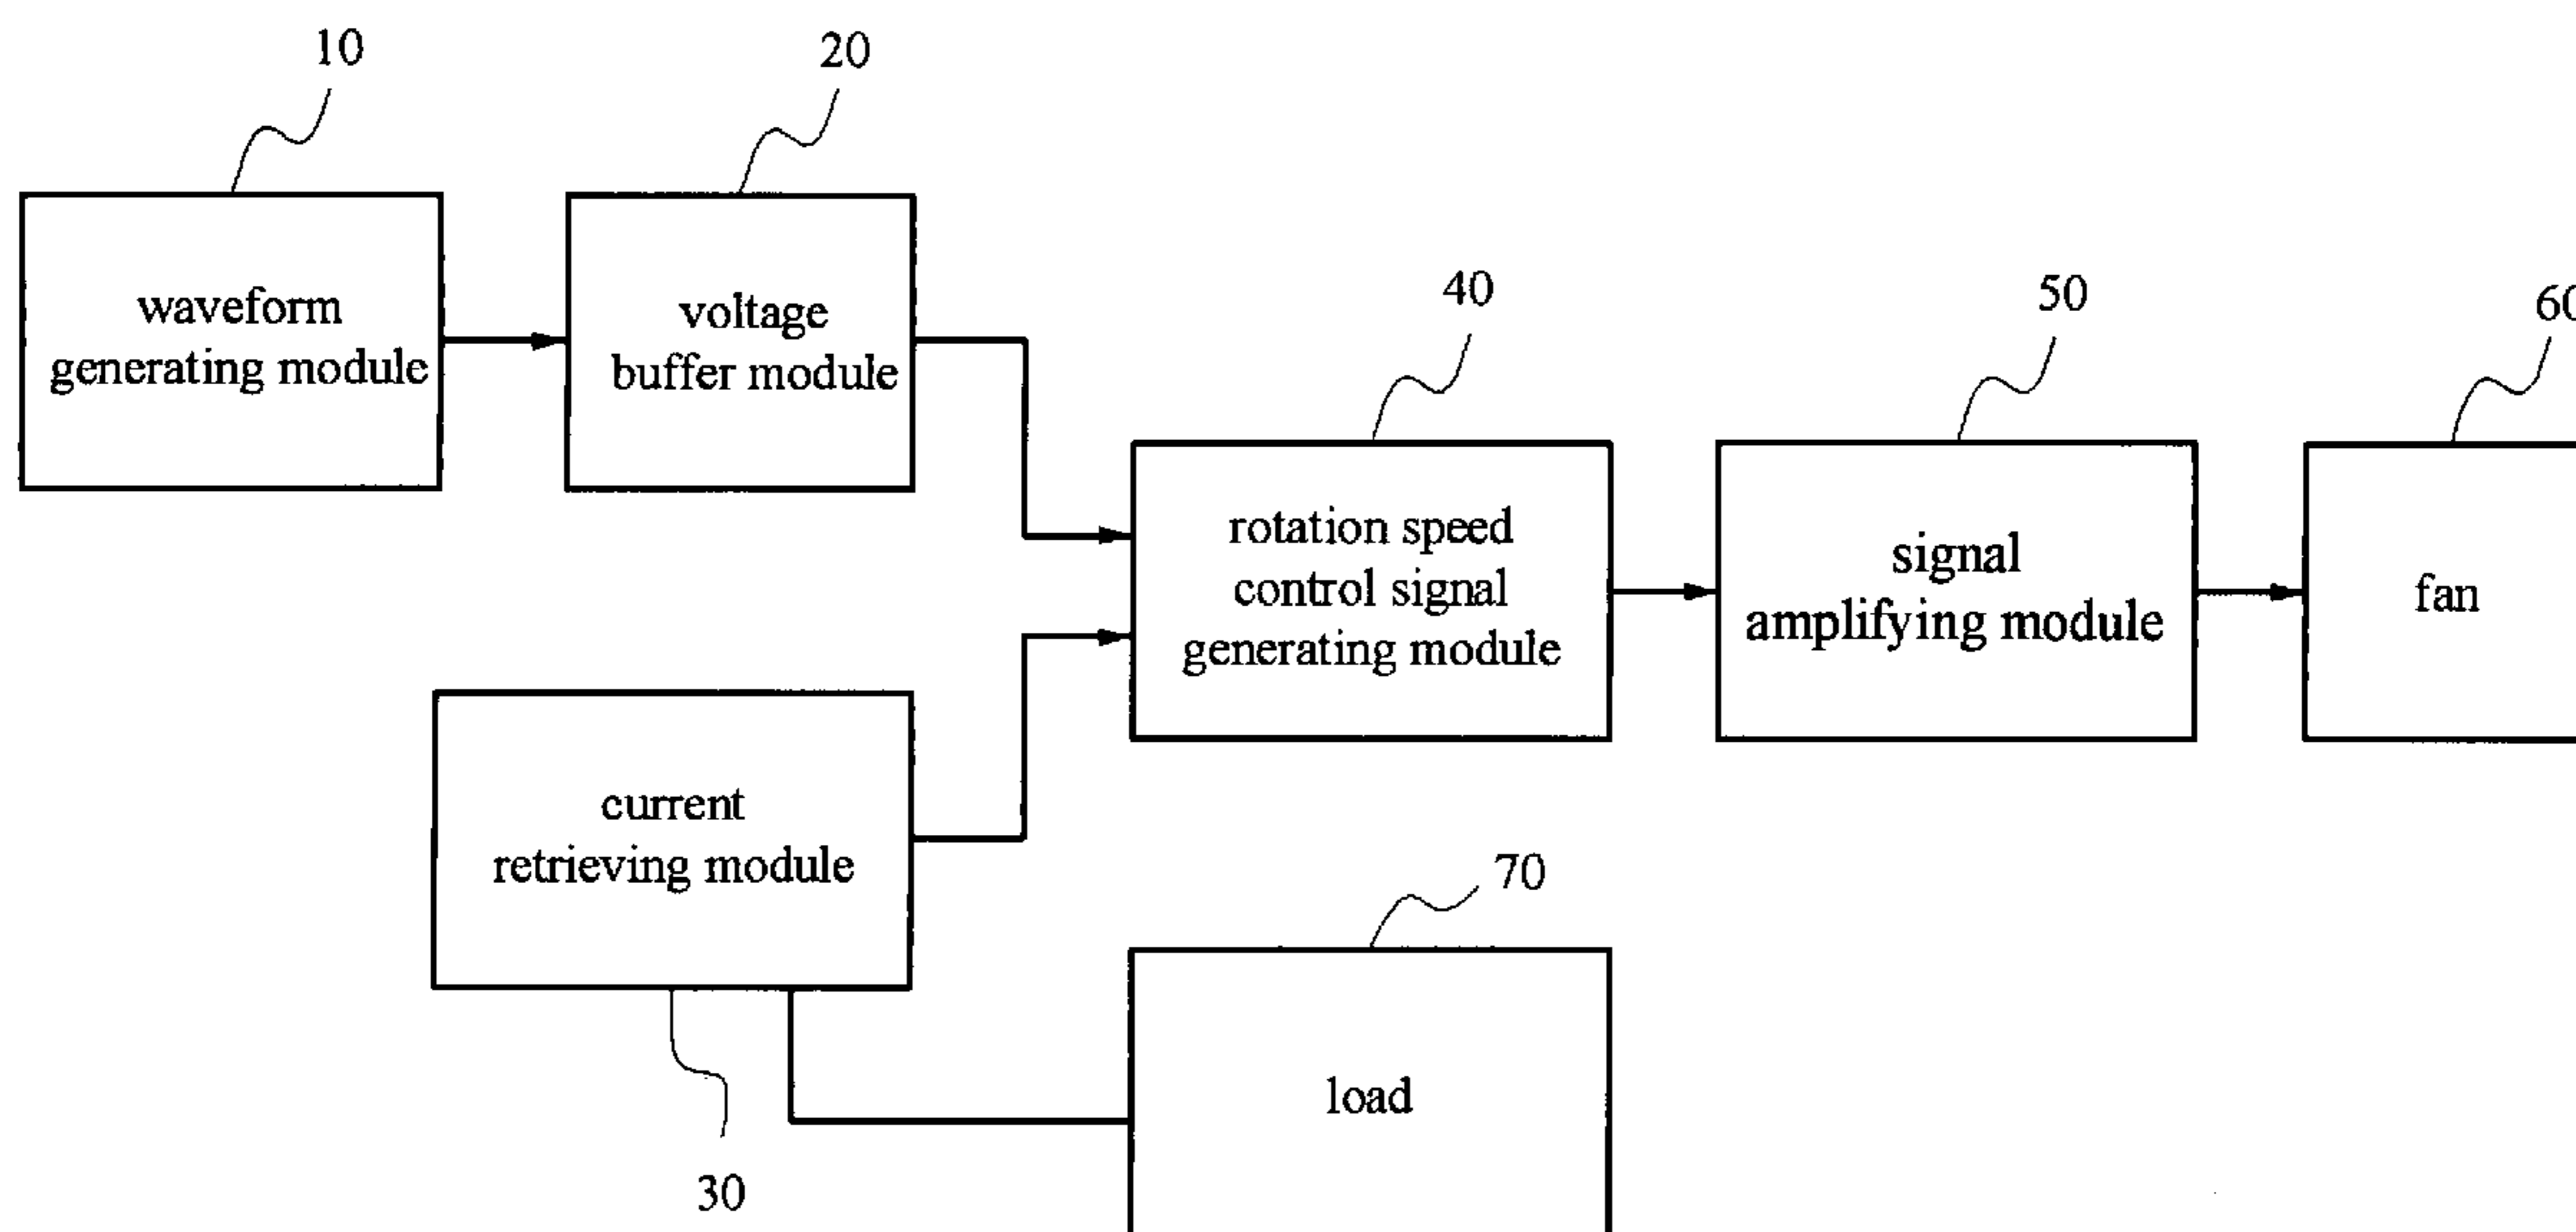 10
20
waveform
generating module
voltage
buffer module
40
50
60
rotation speed
control signal
generating module
signal
amplifying module
fan
current
retrieving module
70
load
30